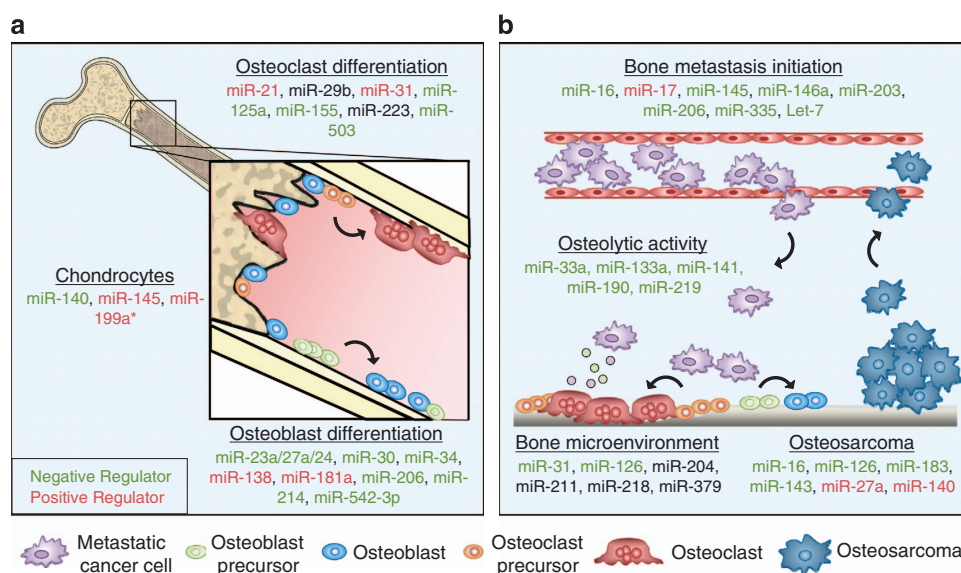 a
Osteoclast differentiation
miR-21, miR-29b, miR-31, miR-
125a, miR-155, miR-223, miR-
503
Chondrocytes
miR-140, miR-145, miR-
199a*
Osteoblast differentiation
miR-23a/27a/24, miR-30, miR-34,
miR-138, miR-181a, miR-206, miR-
214, miR-542-3p
Negative Regulator
Positive Regulator
b
Bone metastasis initiation
miR-16, miR-17, miR-145, miR-146a, miR-203,
miR-206, miR-335, Let-7
Osteolytic activity
miR-33a, miR-133a, miR-141,
miR-190, miR-219
Bone microenvironment
miR-31, miR-126, miR-204,
miR-211, miR-218, miR-379
Osteosarcoma
miR-16, miR-126, miR-183,
miR-143, miR-27a, miR-140
Metastatic
cancer cell
Osteoblast
precursor
Osteoblast
Osteoclast
precursor
Osteoclast
Osteosarcoma